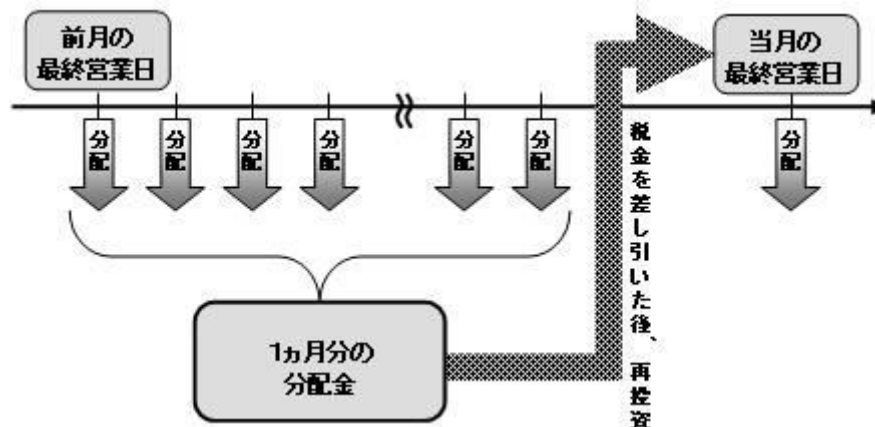 前月の
最終営業日
当月の
最終営業日
分配
分配
分配
分配
分配
分配
分配
税金を差し引いた後、再投資
1ヵ月分の
分配金